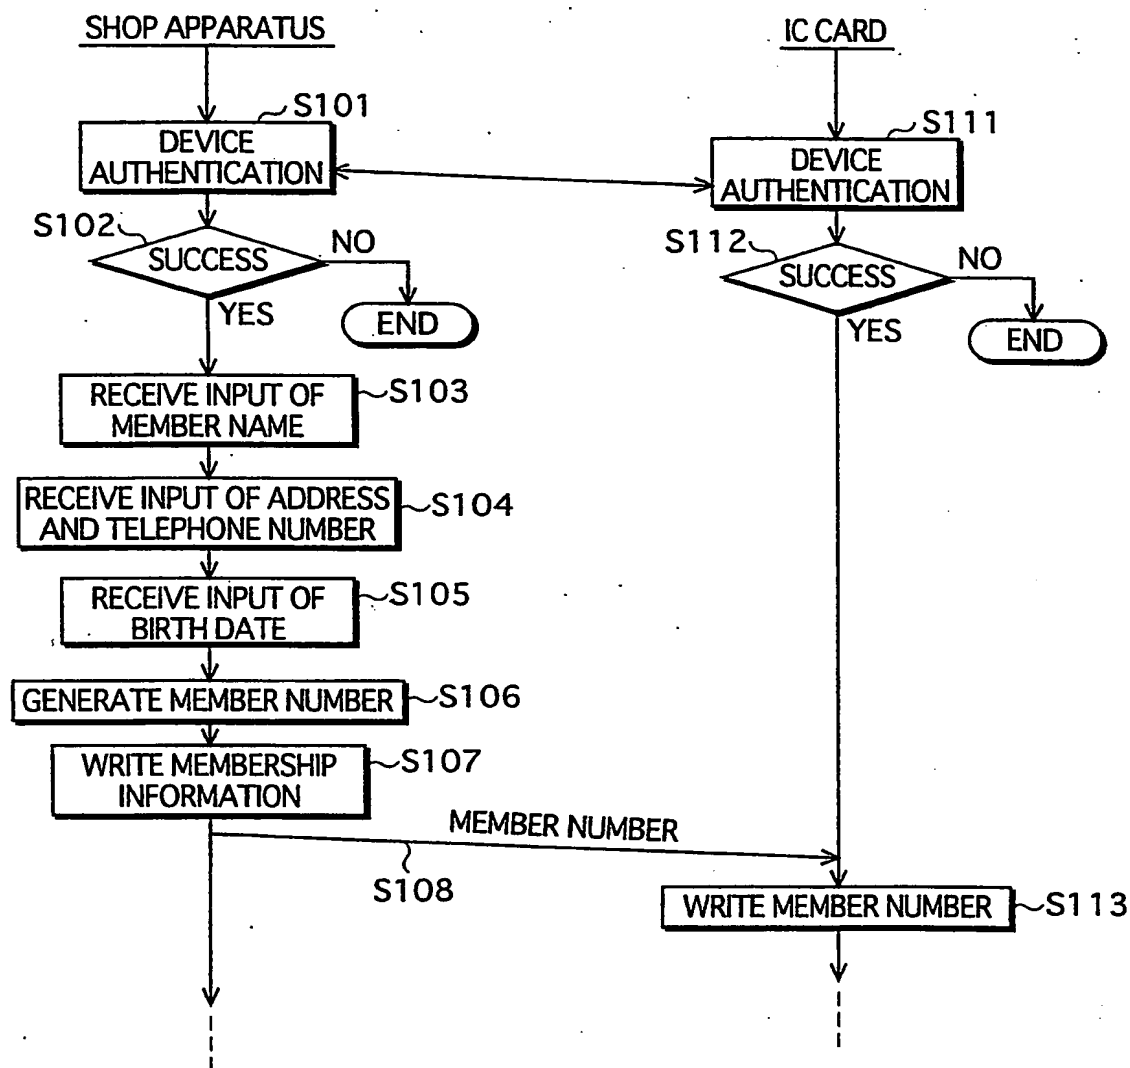 SHOP APPARATUS
IC CARD
S101
DEVICE
AUTHENTICATION
S111
DEVICE
AUTHENTICATION
S102
SUCCESS
NO
YES
END
S112
SUCCESS
NO
YES
END
RECEIVE INPUT OF
MEMBER NAME
S103
RECEIVE INPUT OF ADDRESS
AND TELEPHONE NUMBER
S104
RECEIVE INPUT OF
BIRTH DATE
S105
GENERATE MEMBER NUMBER
S106
WRITE MEMBERSHIP
INFORMATION
S107
MEMBER NUMBER
S108
WRITE MEMBER NUMBER
S113